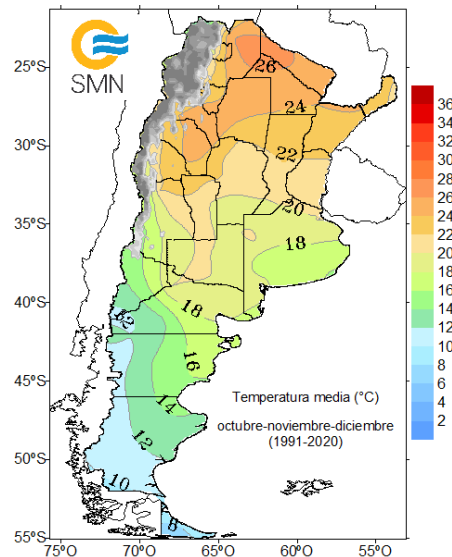 SMN
25°S
30°S
35°S
40°S
45°S
50°S
55°S
75°O
70°O
65°O
60°O
55°O
26
24
22
20
18
18
16
14
12
12
10
8
36
34
32
30
28
26
24
22
20
18
16
14
12
10
8
6
4
2
Temperatura media (°C)
octubre-noviembre-diciembre
(1991-2020)